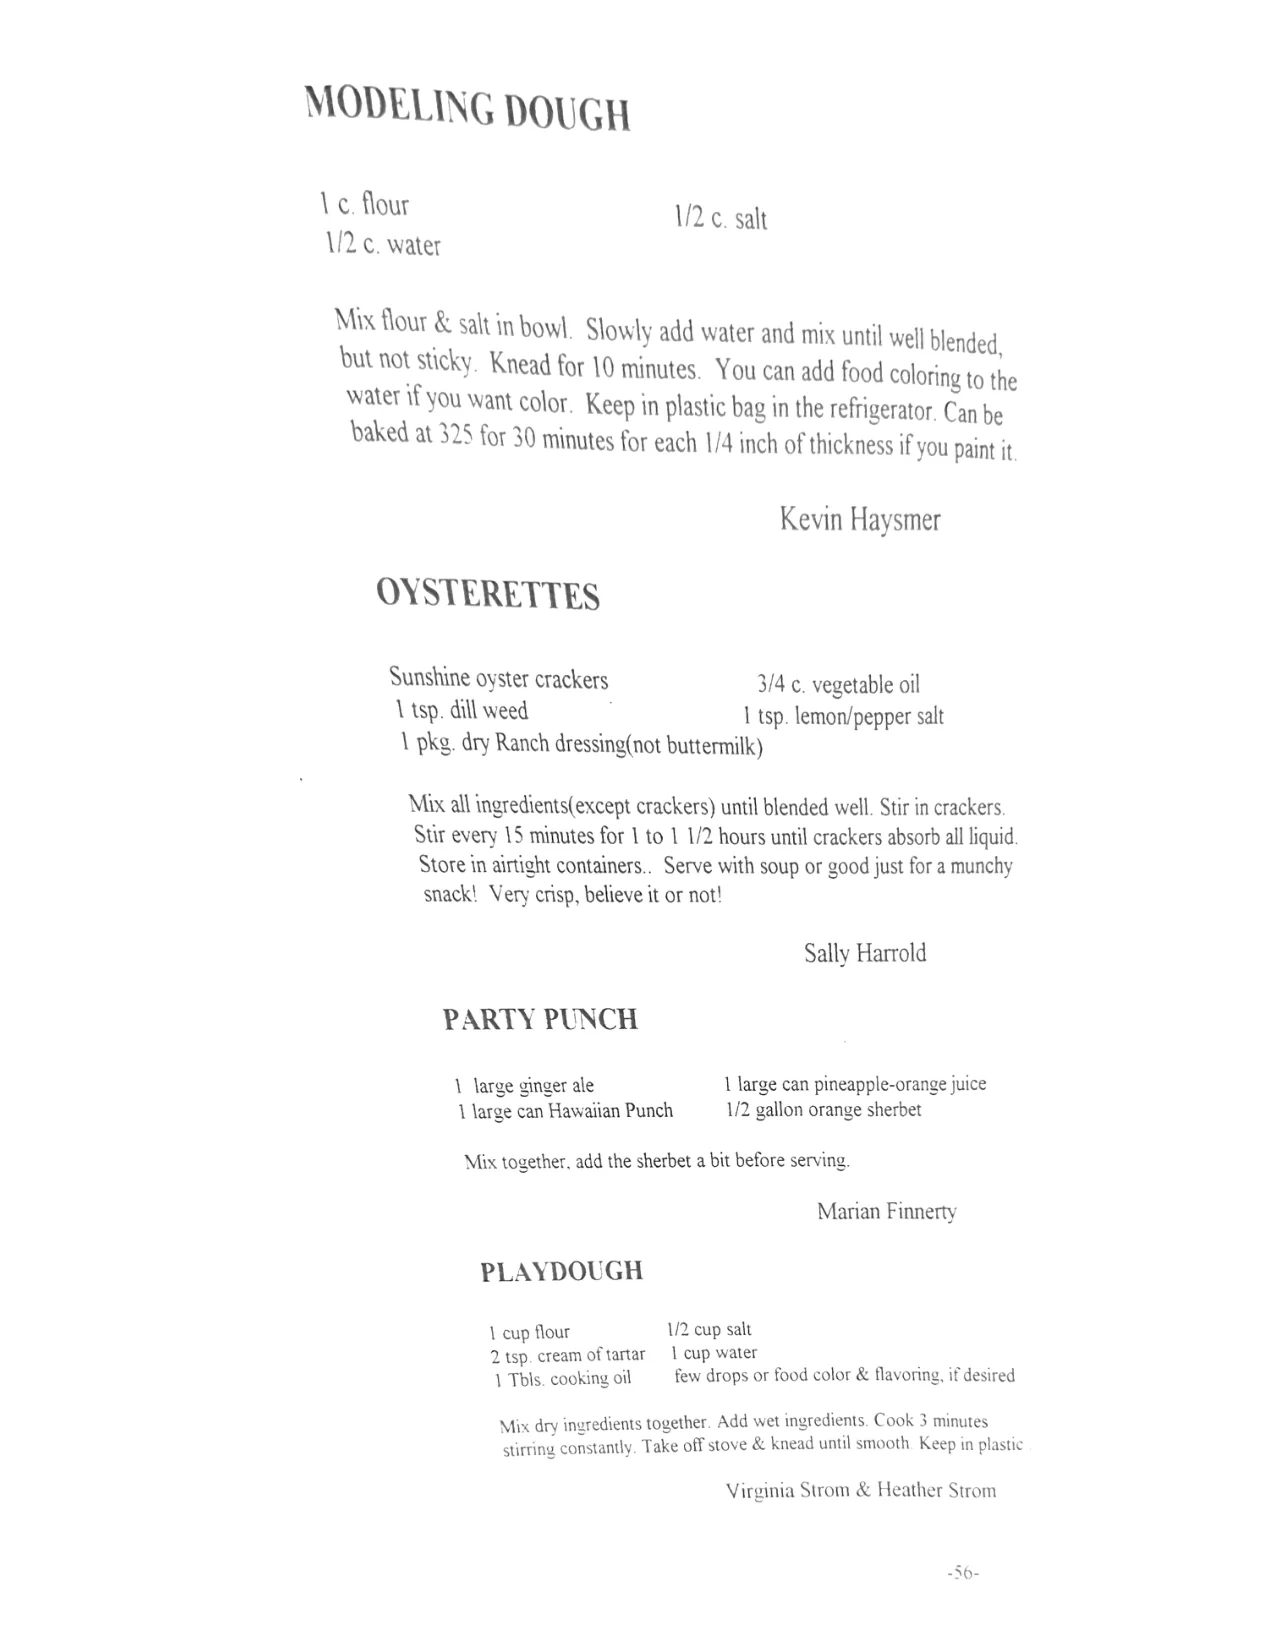 MODELING DOUGH
1 c. flour 1/2 c. salt
1/2 c. water
Mix flour & salt in bowl. Slowly add water and mix until well blended,
but not sticky. Knead for 10 minutes. You can add food coloring to the
water if you want color. Keep in plastic bag in the refrigerator. Can be
baked at 325 for 30 minutes for each 1/4 inch of thickness if you paint it.
Kevin Haysmer
OYSTERETTES
Sunshine oyster crackers 3/4 c. vegetable oil
1 tsp. dill weed 1 tsp. lemon/pepper salt
1 pkg. dry Ranch dressing(not buttermilk)
Mix all ingredients(except crackers) until blended well. Stir in crackers.
Stir every 15 minutes for 1 to 1 1/2 hours until crackers absorb all liquid.
Store in airtight containers.. Serve with soup or good just for a munchy
snack! Very crisp, believe it or not!
Sally Harrold
PARTY PUNCH
1 large ginger ale 1 large can pineapple-orange juice
1 large can Hawaiian Punch 1/2 gallon orange sherbet
Mix together, add the sherbet a bit before serving.
Marian Finnerty
PLAYDOUGH
1 cup flour 1/2 cup salt
2 tsp. cream of tartar 1 cup water
1 Tbls. cooking oil few drops or food color & flavoring, if desired
Mix dry ingredients together. Add wet ingredients. Cook 3 minutes
stirring constantly. Take off stove & knead until smooth. Keep in plastic
Virginia Strom & Heather Strom
-56-